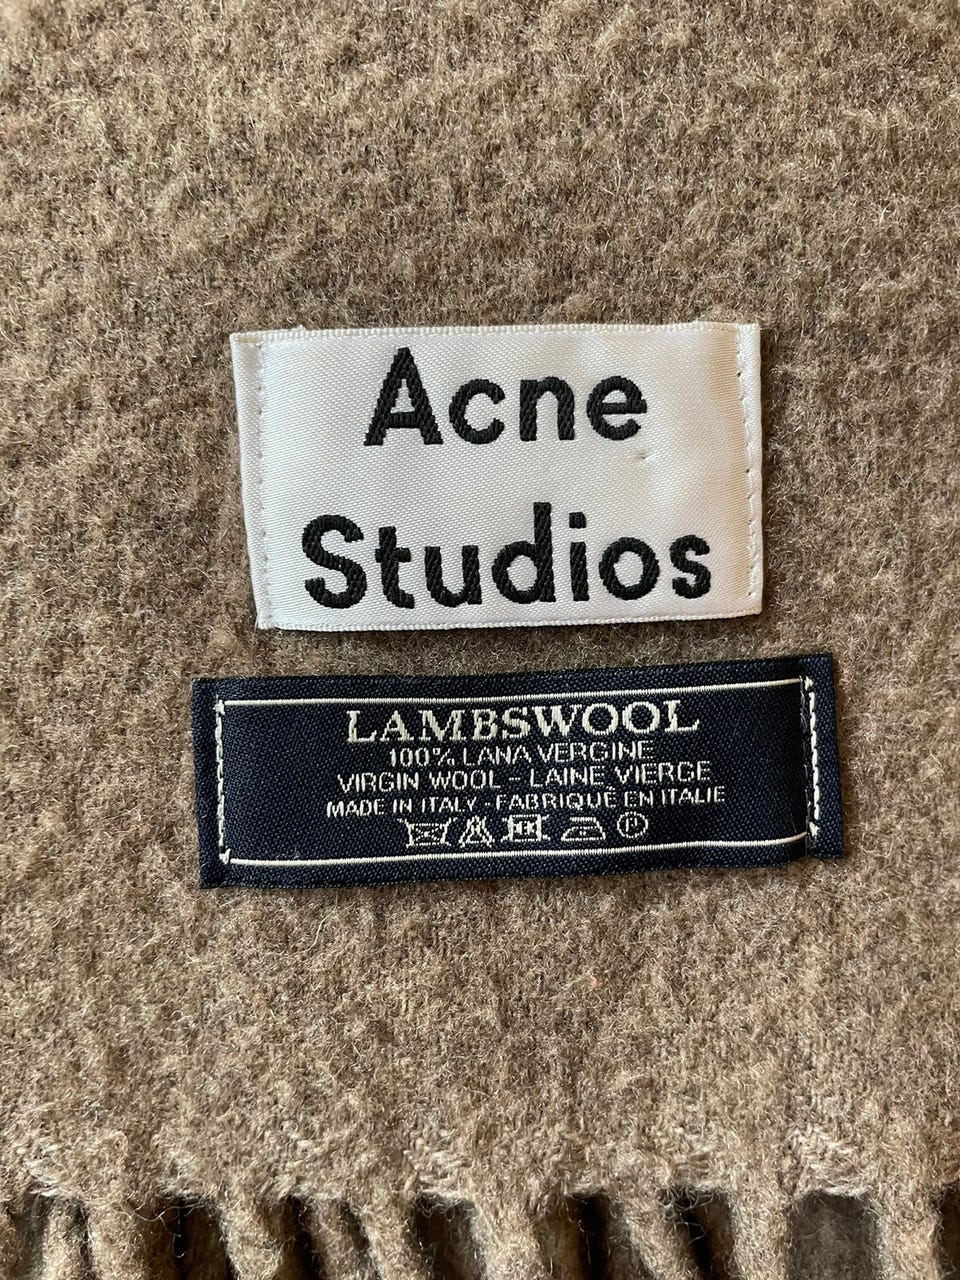 Acne
Studios
LAMBSWOOL
100% LANA VERGINE
VIRGIN WOOL - LAINE VIERGE
MADE IN ITALY - FABRIQUÈ EN ITALIE
P